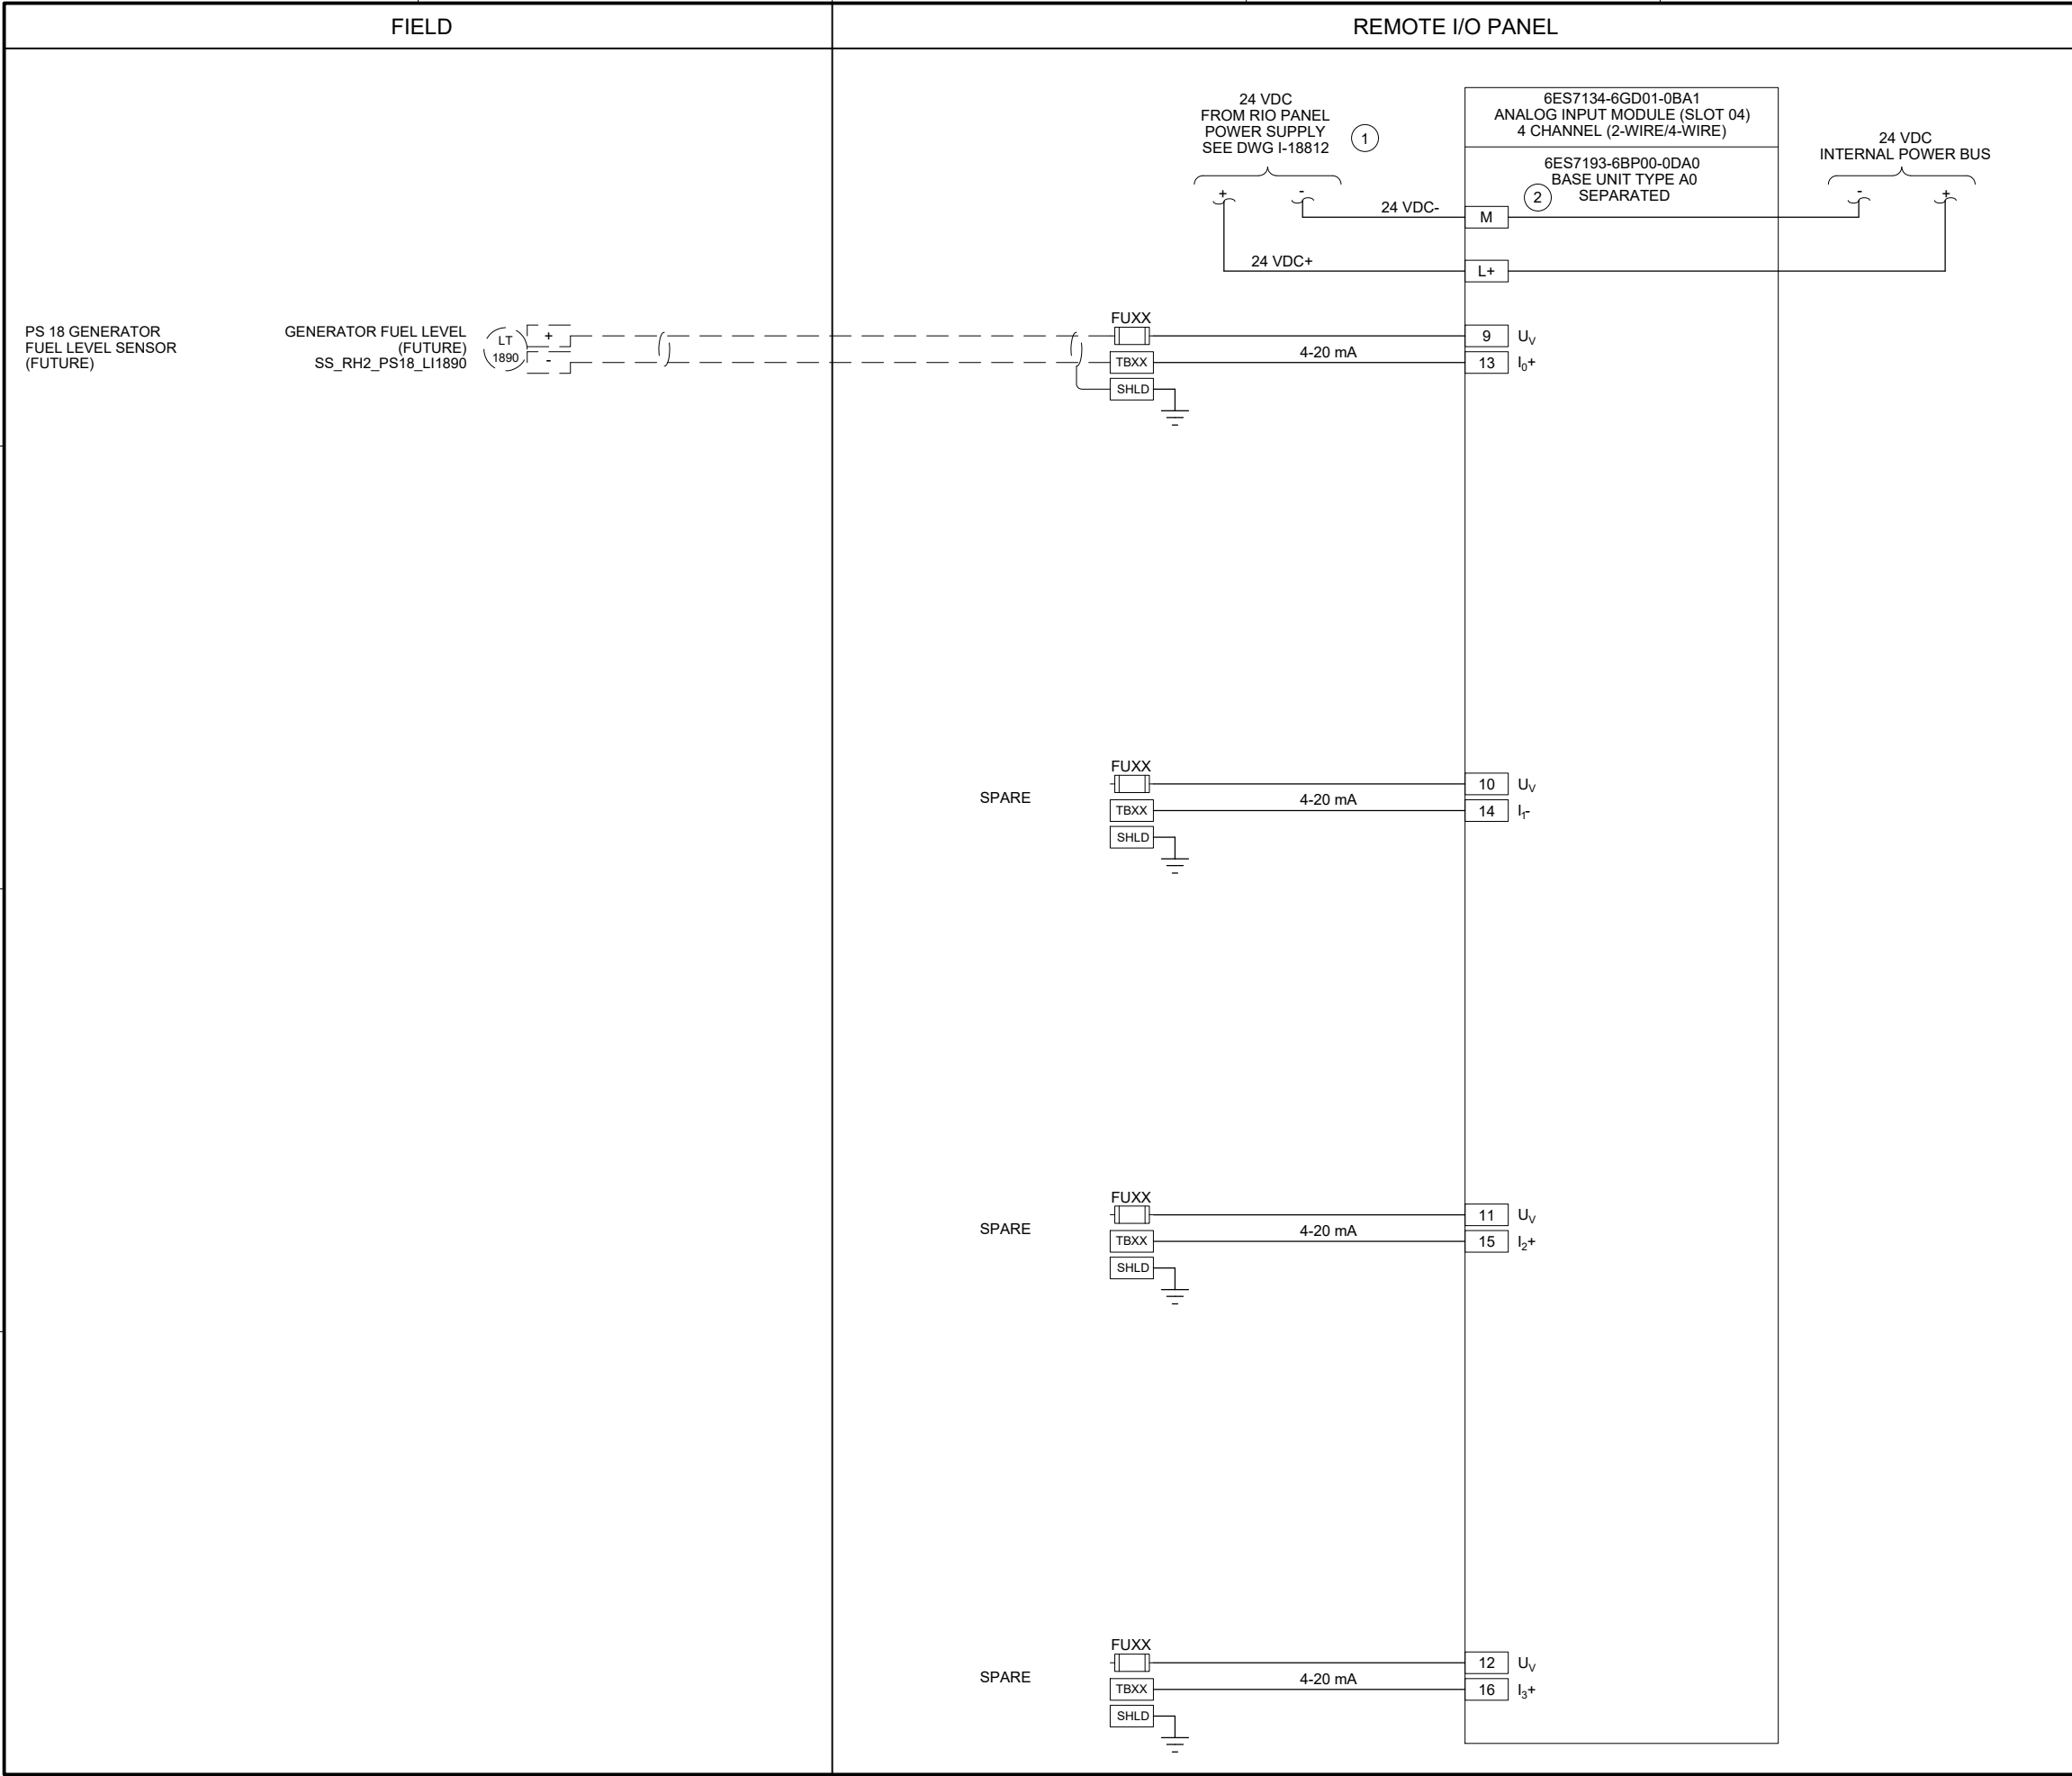 FIELD
REMOTE I/O PANEL
24 VDC
FROM RIO PANEL
POWER SUPPLY
SEE DWG I-18812
1
6ES7134-6GD01-0BA1
ANALOG INPUT MODULE (SLOT 04)
4 CHANNEL (2-WIRE/4-WIRE)
6ES7193-6BP00-0DA0
BASE UNIT TYPE A0
SEPARATED
2
24 VDC
INTERNAL POWER BUS
+ -
- +
24 VDC-
M
24 VDC+
L+
PS 18 GENERATOR
FUEL LEVEL SENSOR
(FUTURE)
GENERATOR FUEL LEVEL
(FUTURE)
SS_RH2_PS18_LI1890
LT
1890
+
-
FUXX
TBXX
SHLD
4-20 mA
9 UV
13 I0+
SPARE
FUXX
TBXX
SHLD
4-20 mA
10 UV
14 I1-
SPARE
FUXX
TBXX
SHLD
4-20 mA
11 UV
15 I2+
SPARE
FUXX
TBXX
SHLD
4-20 mA
12 UV
16 I3+